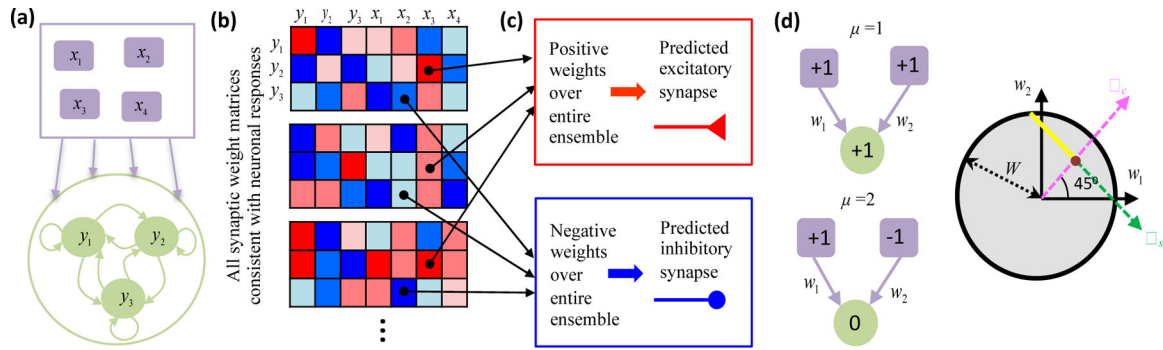 (a)
x1
x2
x3
x4
y1
y2
y3
(b)
All synaptic weight matrices
consistent with neuronal responses
y1 y2 y3 x1 x2 x3 x4
y1
y2
y3
⋮
(c)
Positive
weights
over
entire
ensemble
Predicted
excitatory
synapse
Negative
weights
over
entire
ensemble
Predicted
inhibitory
synapse
(d)
μ=1
+1 +1
w1 w2
+1
μ=2
+1 -1
w1 w2
0
w2
□c
W
45⁰
w1
□s